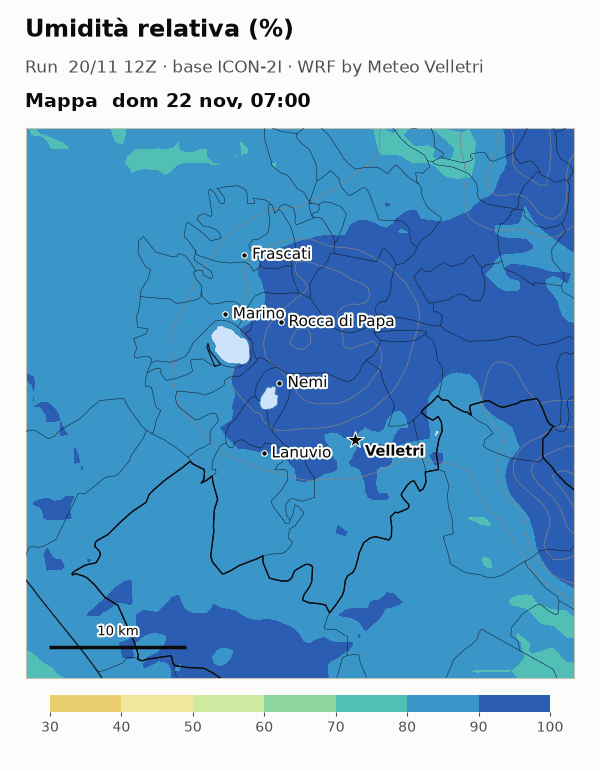 Umidità relativa (%)
Run  20/11 12Z · base ICON-2I · WRF by Meteo Velletri
Mappa  dom 22 nov, 07:00
Frascati
Marino
Rocca di Papa
Nemi
Velletri
Lanuvio
10 km
30 40 50 60 70 80 90 100